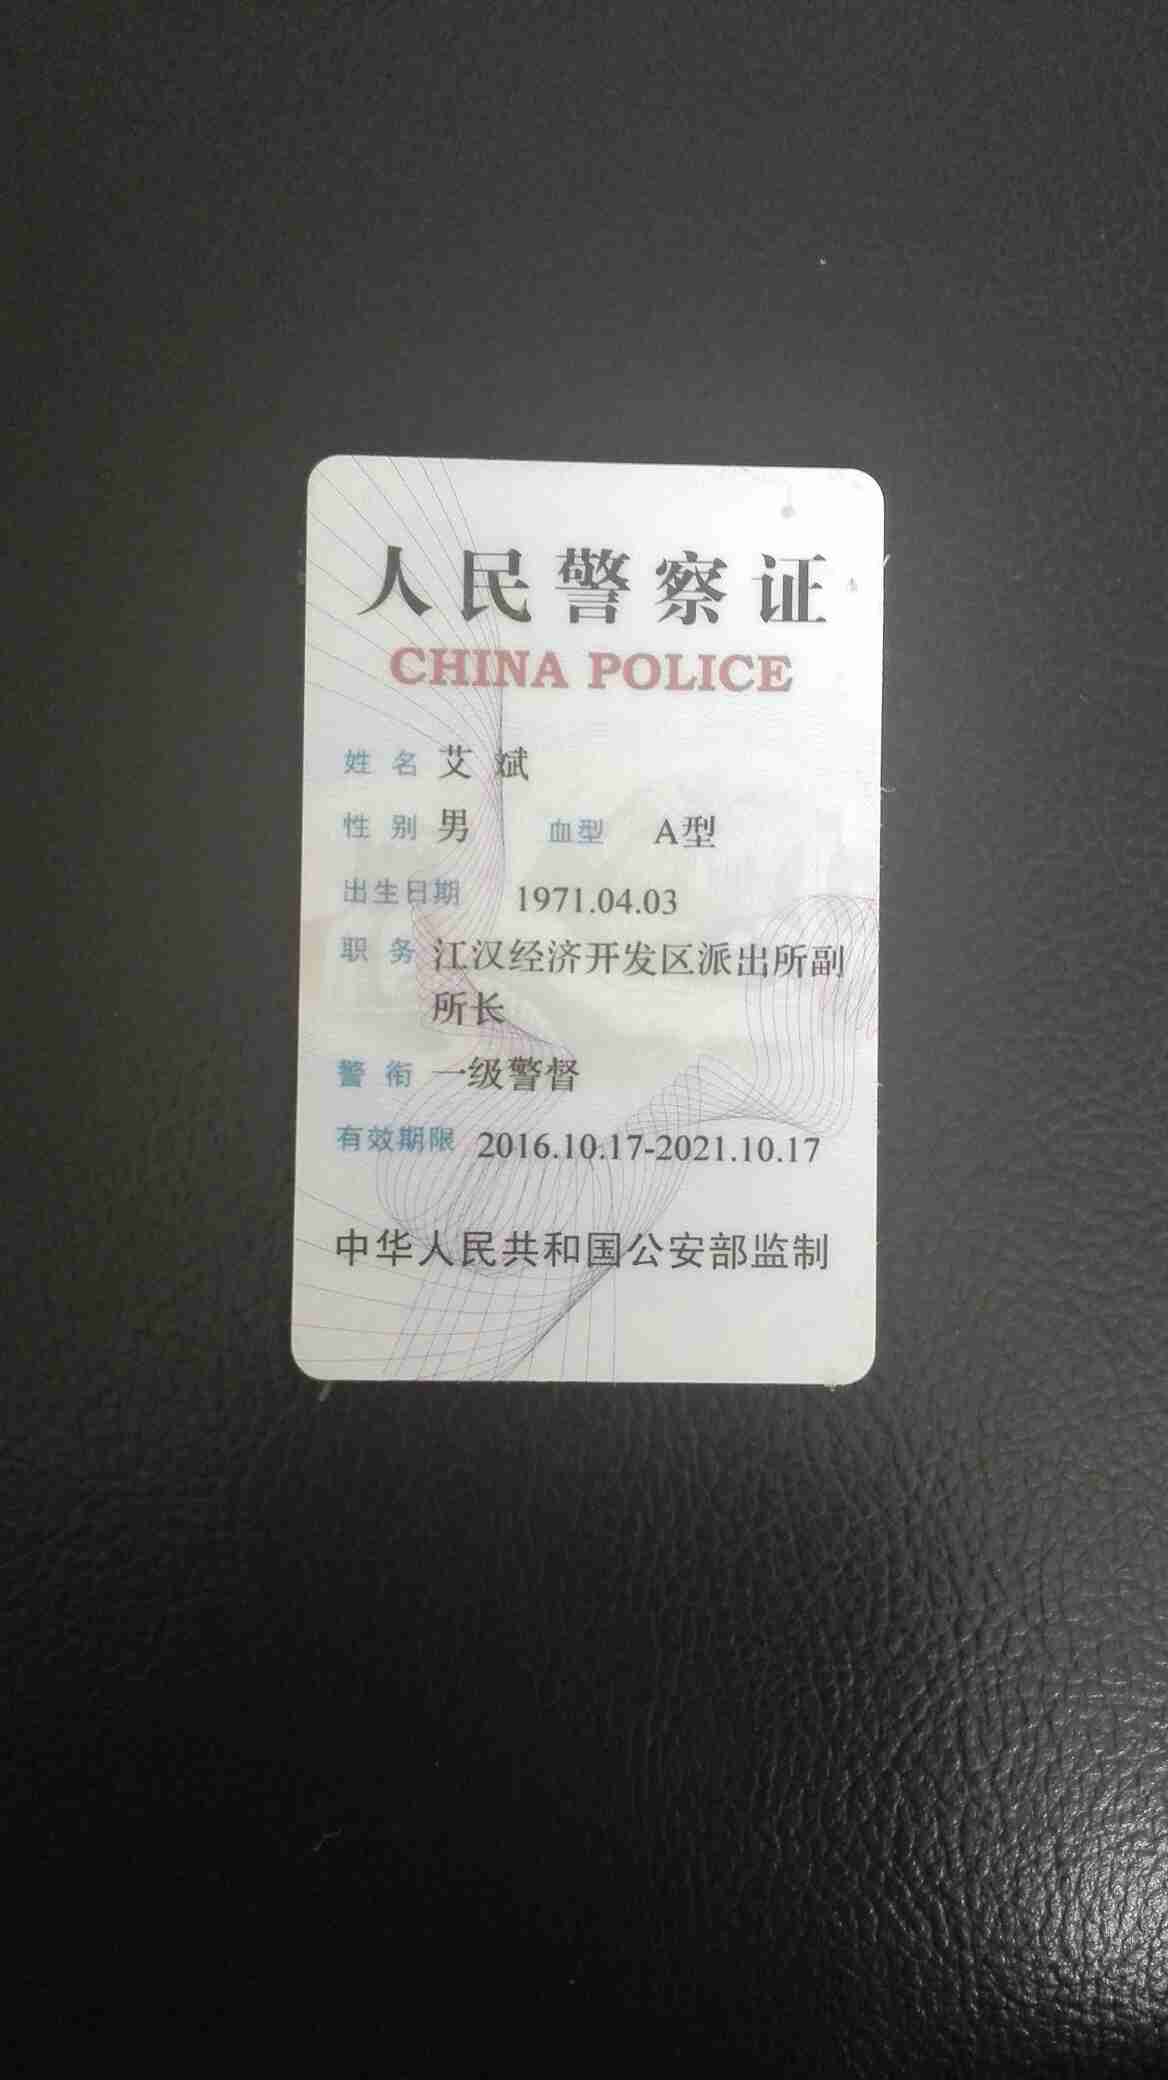 人民警察证
CHINA POLICE
姓名 艾斌
性别 男 血型 A型
出生日期 1971.04.03
职务 江汉经济开发区派出所副
所长
警衔 一级警督
有效期限 2016.10.17-2021.10.17
中华人民共和国公安部监制